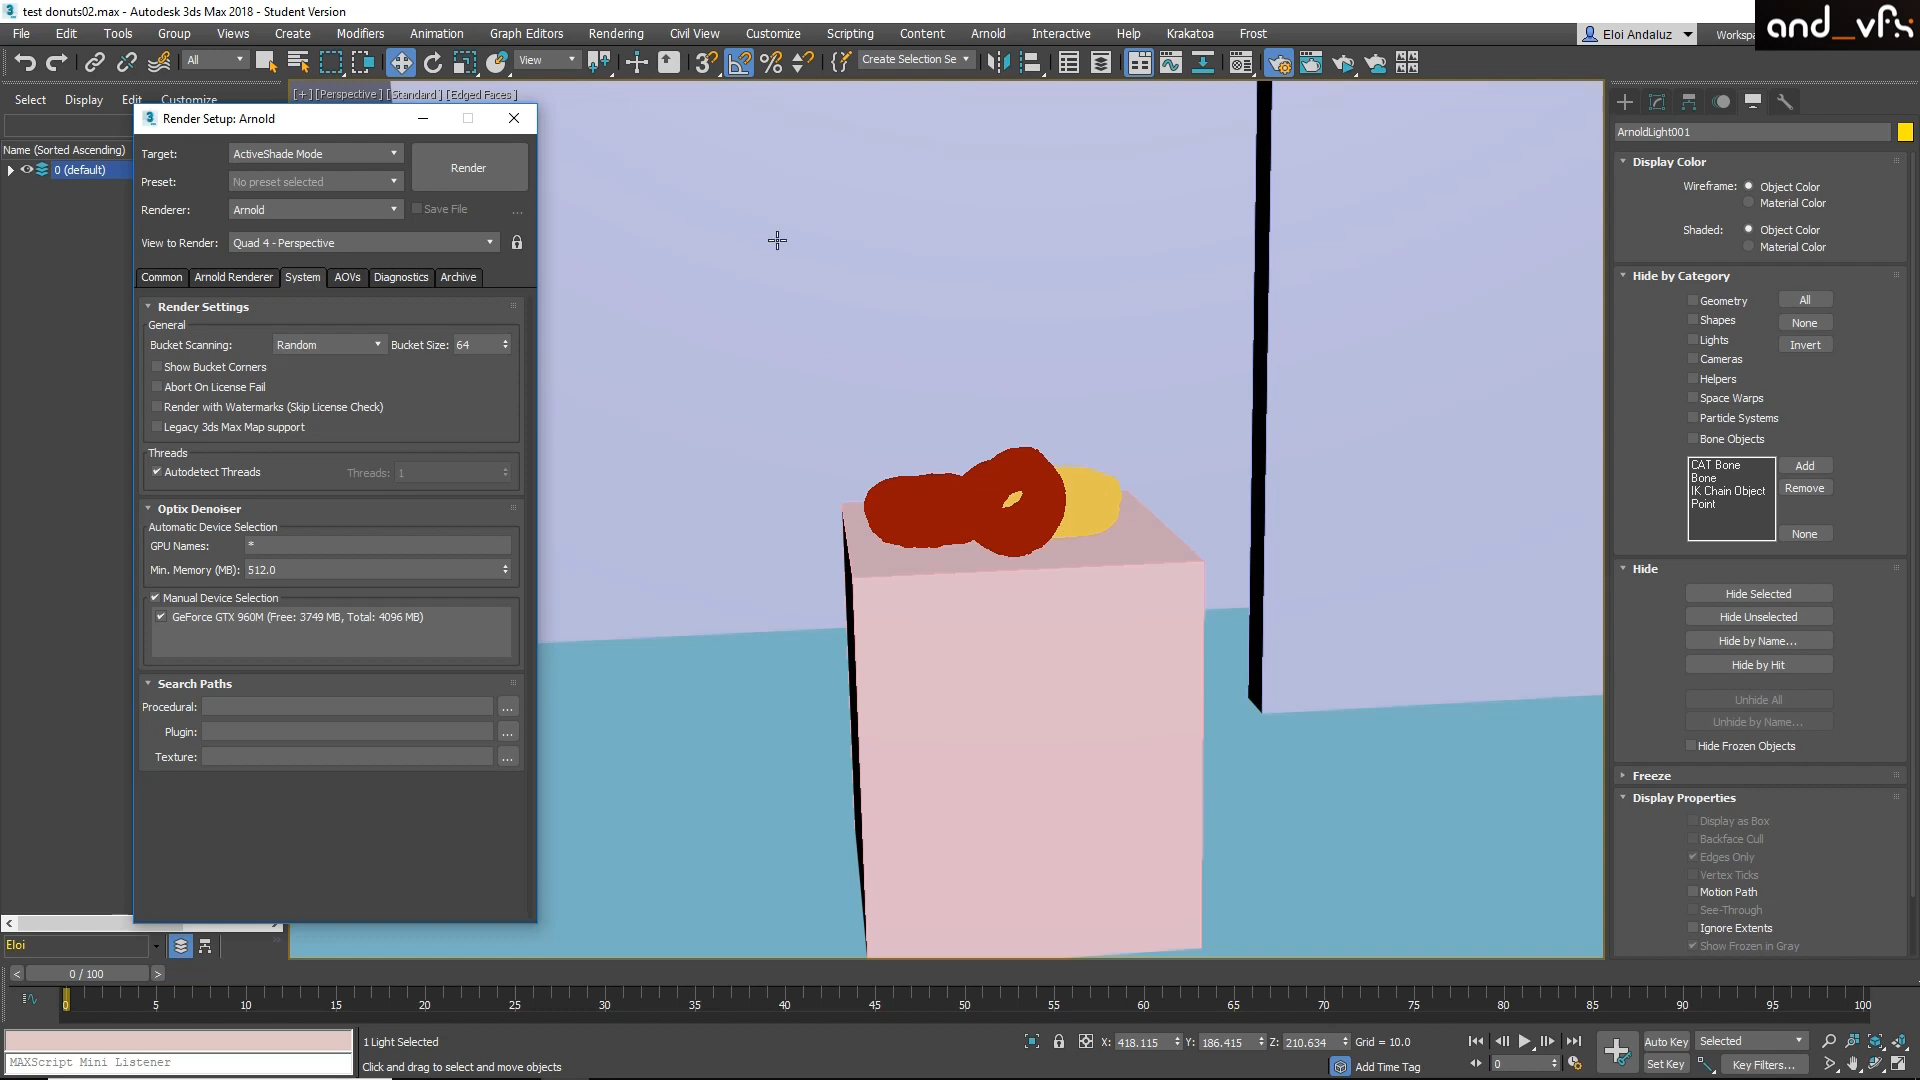 test donuts02.max - Autodesk 3ds Max 2018 - Student Version
and__vfx
File Edit Tools Group Views Create Modifiers Animation Graph Editors Rendering Civil View Customize Scripting Content Arnold Interactive Help Krakatoa Frost
Eloi Andaluz
Workspa
All
View
Create Selection Se
Select Display Edit Customize
[+] [Perspective ] [Standard ] [Edged Faces ]
Name (Sorted Ascending)
0 (default)
Render Setup: Arnold
Target: ActiveShade Mode
Render
Preset: No preset selected
Renderer: Arnold
Save File
...
View to Render: Quad 4 - Perspective
Common Arnold Renderer System AOVs Diagnostics Archive
Render Settings
General
Bucket Scanning: Random
Bucket Size: 64
Show Bucket Corners
Abort On License Fail
Render with Watermarks (Skip License Check)
Legacy 3ds Max Map support
Threads
Autodetect Threads
Threads: 1
Optix Denoiser
Automatic Device Selection
GPU Names: *
Min. Memory (MB): 512.0
Manual Device Selection
GeForce GTX 960M (Free: 3749 MB, Total: 4096 MB)
Search Paths
Procedural: ...
Plugin: ...
Texture: ...
ArnoldLight001
Display Color
Wireframe: Object Color
Material Color
Shaded: Object Color
Material Color
Hide by Category
Geometry All
Shapes None
Lights Invert
Cameras
Helpers
Space Warps
Particle Systems
Bone Objects
CAT Bone
Bone
IK Chain Object
Point
Add
Remove
None
Hide
Hide Selected
Hide Unselected
Hide by Name...
Hide by Hit
Unhide All
Unhide by Name...
Hide Frozen Objects
Freeze
Display Properties
Display as Box
Backface Cull
Edges Only
Vertex Ticks
Motion Path
See-Through
Ignore Extents
Show Frozen in Gray
Eloi
< 0 / 100 >
0 5 10 15 20 25 30 35 40 45 50 55 60 65 70 75 80 85 90 95 100
MAXScript Mini Listener
1 Light Selected
Click and drag to select and move objects
X: 418.115 Y: 186.415 Z: 210.634 Grid = 10.0
Add Time Tag
0
Auto Key Selected
Set Key Key Filters...